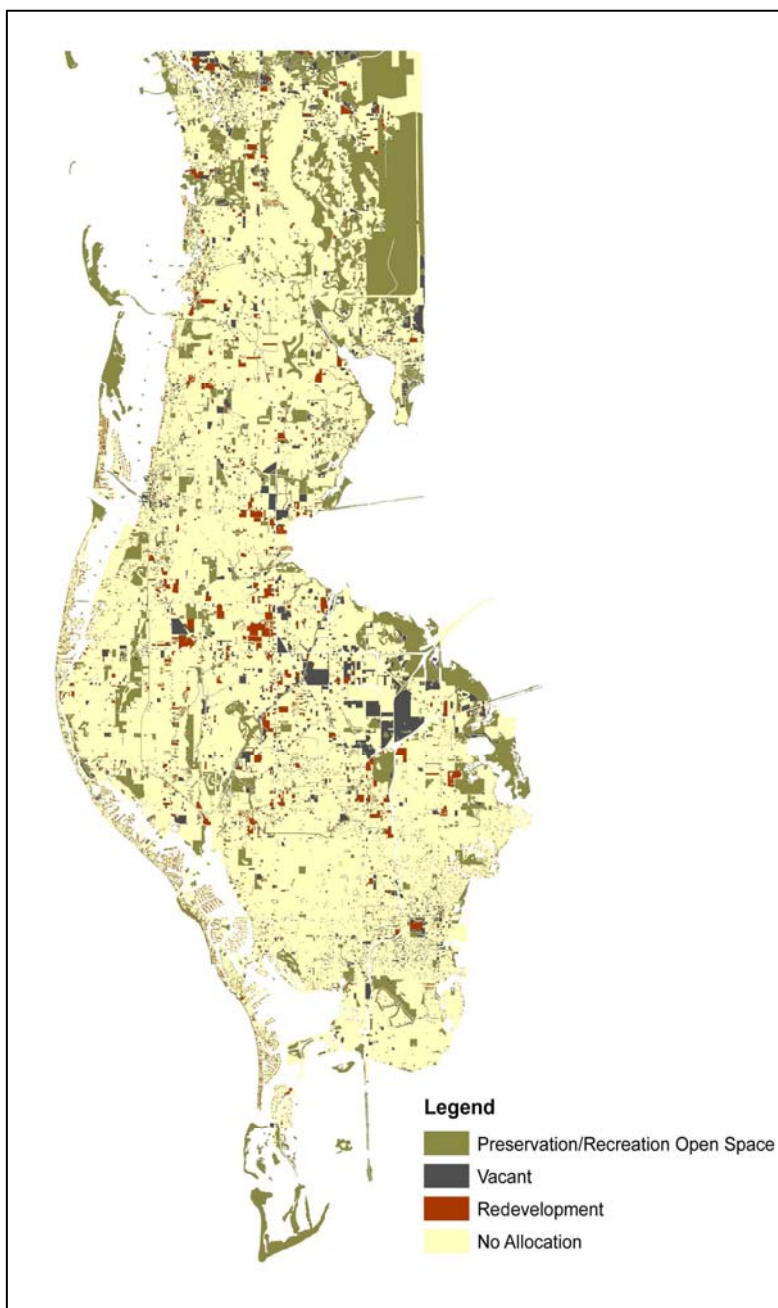 Legend
Preservation/Recreation Open Space
Vacant
Redevelopment
No Allocation